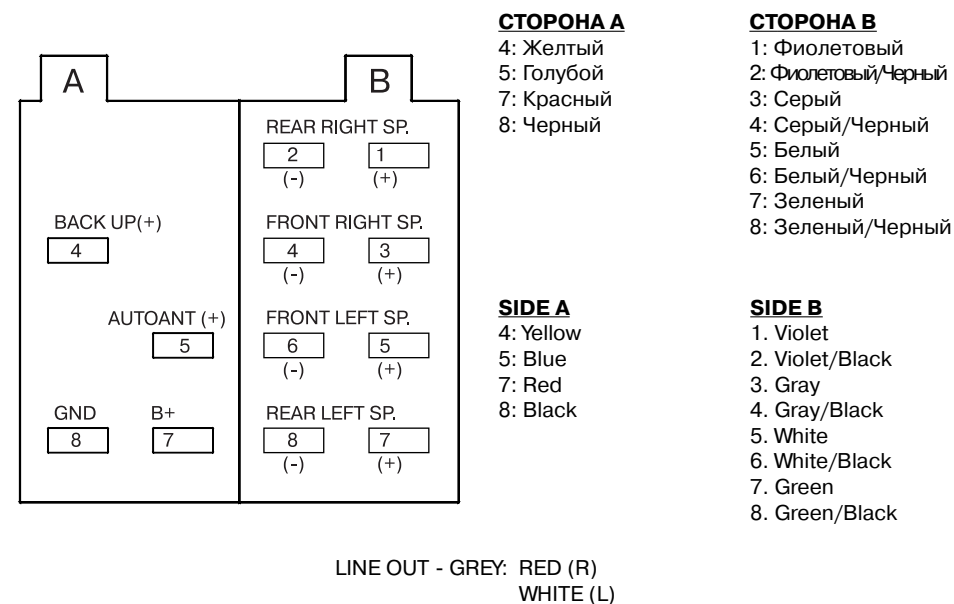 A
B
REAR RIGHT SP.
2 1
(-) (+)
BACK UP(+)
4
FRONT RIGHT SP.
4 3
(-) (+)
AUTOANT (+)
5
FRONT LEFT SP.
6 5
(-) (+)
GND B+
8 7
REAR LEFT SP.
8 7
(-) (+)
СТОРОНА А
4: Желтый
5: Голубой
7: Красный
8: Черный
СТОРОНА В
1: Фиолетовый
2: Фиолетовый/Черный
3: Серый
4: Серый/Черный
5: Белый
6: Белый/Черный
7: Зеленый
8: Зеленый/Черный
SIDE A
4: Yellow
5: Blue
7: Red
8: Black
SIDE B
1. Violet
2. Violet/Black
3. Gray
4. Gray/Black
5. White
6. White/Black
7. Green
8. Green/Black
LINE OUT - GREY: RED (R)
WHITE (L)